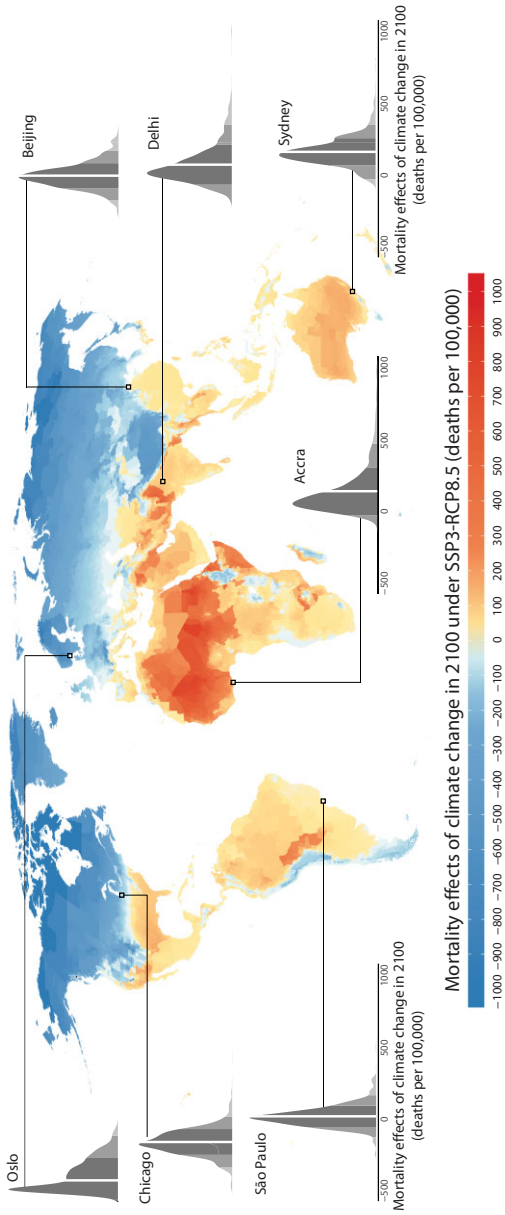 Oslo
Chicago
São Paulo
−500
0
500
1000
Mortality effects of climate change in 2100
(deaths per 100,000)
Accra
−500
0
500
1000
Beijing
Delhi
Sydney
−500
0
500
1000
Mortality effects of climate change in 2100
(deaths per 100,000)
Mortality effects of climate change in 2100 under SSP3-RCP8.5 (deaths per 100,000)
−1000 −900 −800 −700 −600 −500 −400 −300 −200 −100 0 100 200 300 400 500 600 700 800 900 1000